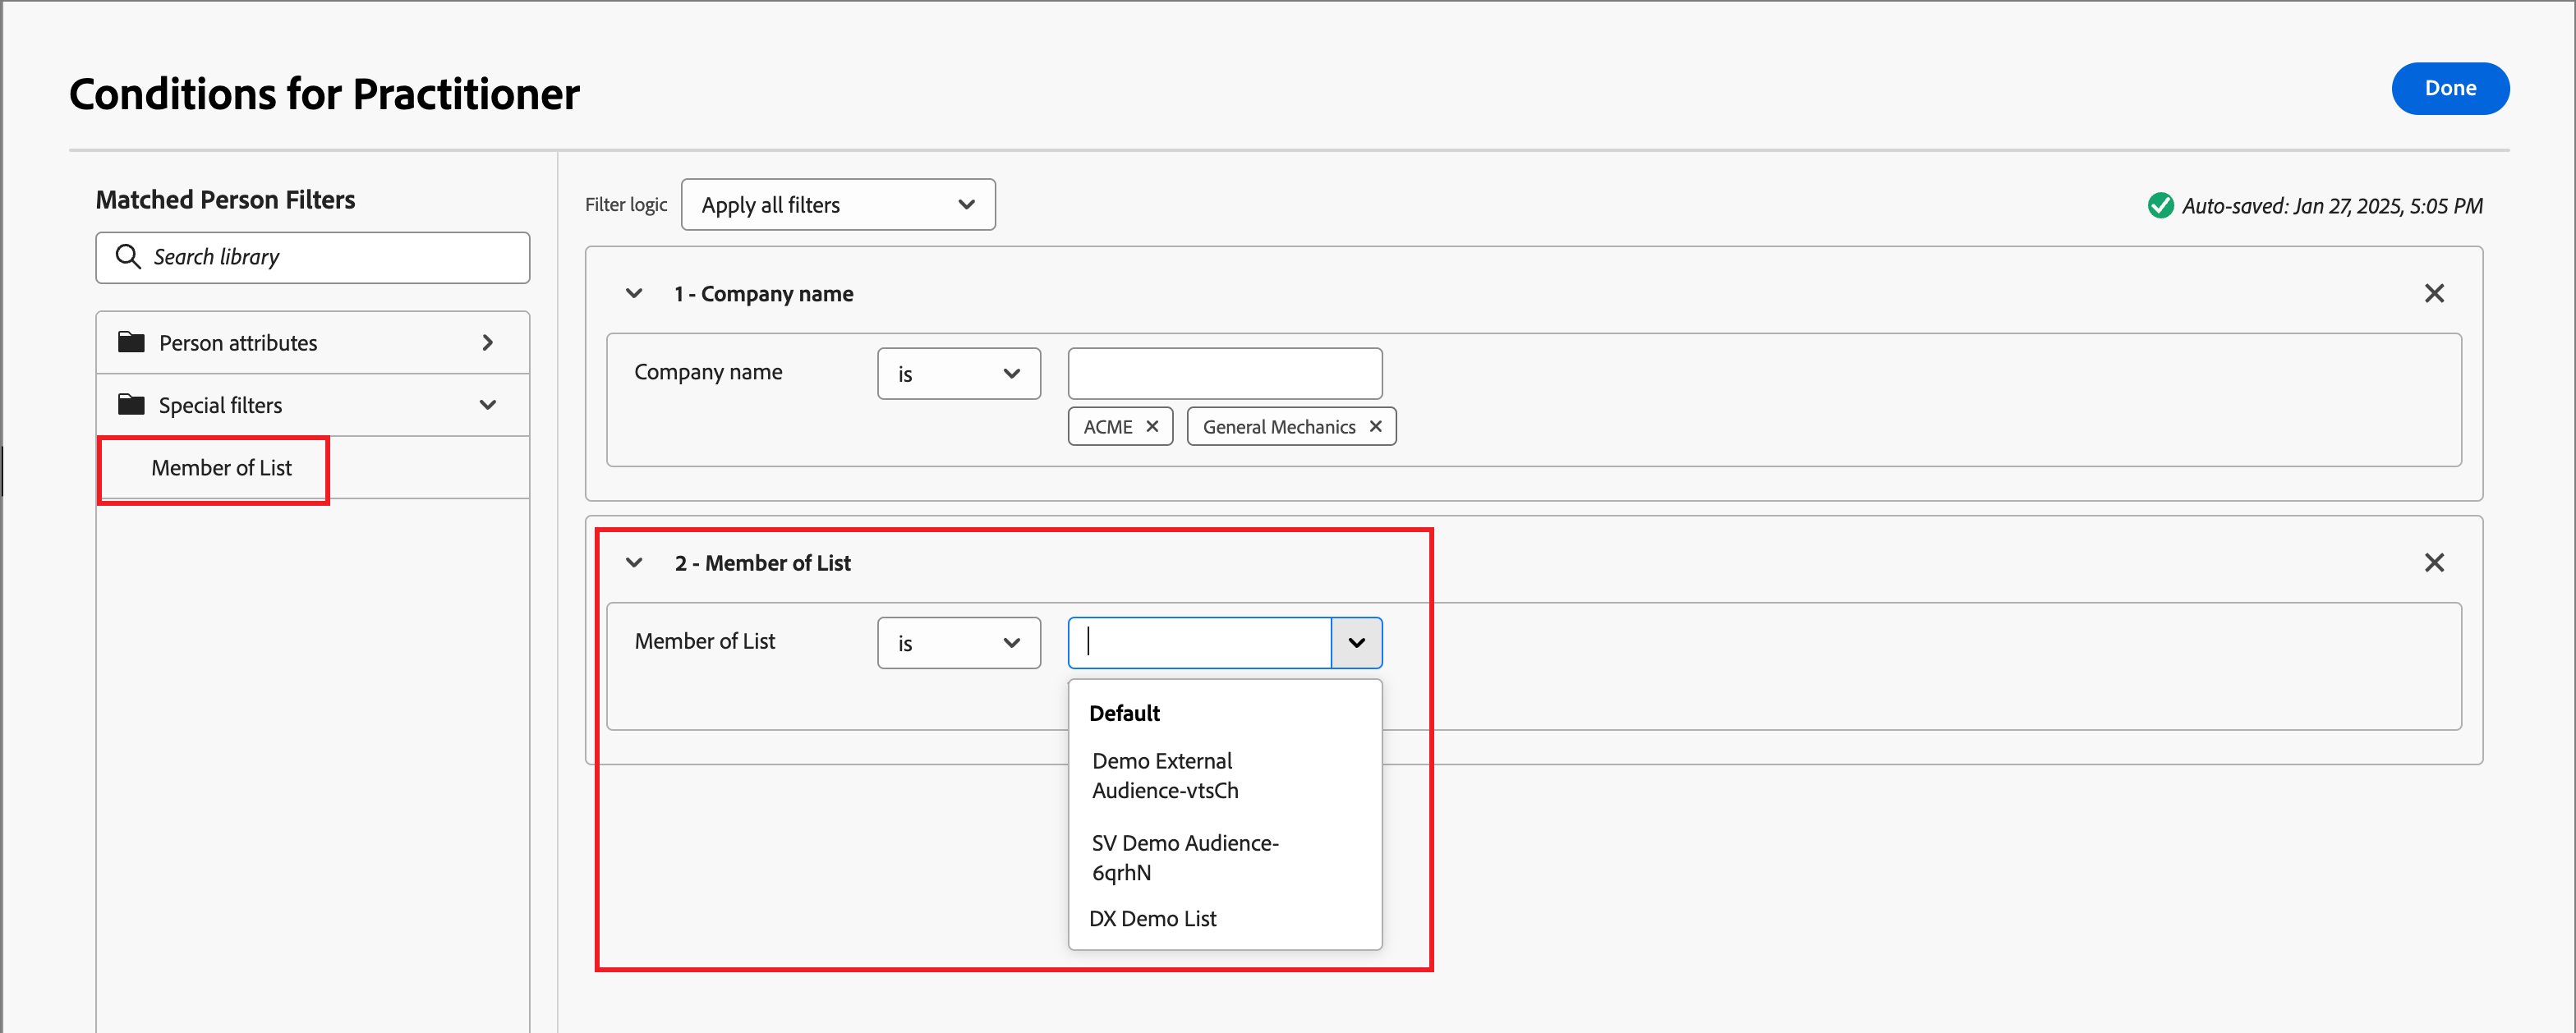 Conditions for Practitioner
Done
Matched Person Filters
Search library
Person attributes
Special filters
Member of List
Filter logic
Apply all filters
Auto-saved: Jan 27, 2025, 5:05 PM
1 - Company name
Company name
is
ACME
General Mechanics
2 - Member of List
Member of List
is
Default
Demo External
Audience-vtsCh
SV Demo Audience-
6qrhN
DX Demo List